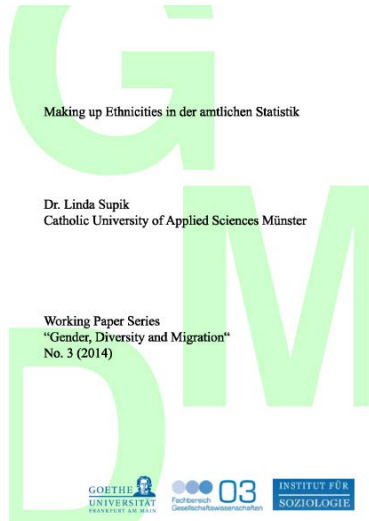 G
M
D
Making up Ethnicities in der amtlichen Statistik
Dr. Linda Supik
Catholic University of Applied Sciences Münster
Working Paper Series
“Gender, Diversity and Migration“
No. 3 (2014)
GOETHE
UNIVERSITÄT
FRANKFURT AM MAIN
Fachbereich 03
Gesellschaftswissenschaften
INSTITUT FÜR
SOZIOLOGIE